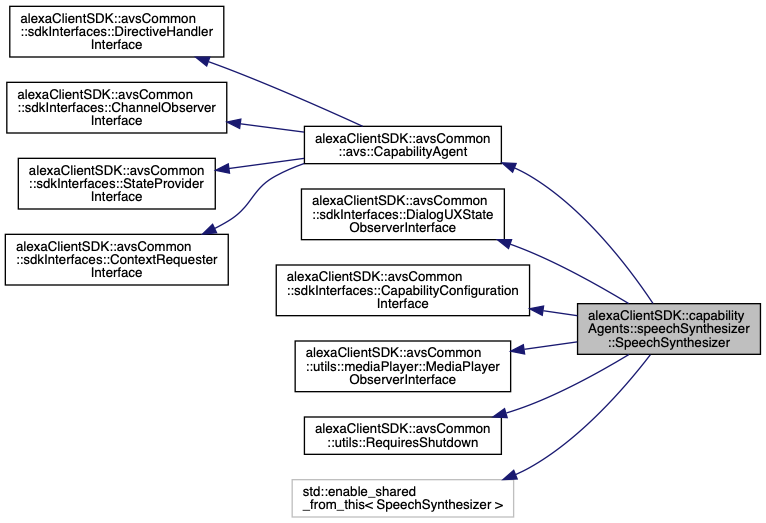 alexaClientSDK::avsCommon
::sdkInterfaces::DirectiveHandler
Interface
alexaClientSDK::avsCommon
::sdkInterfaces::ChannelObserver
Interface
alexaClientSDK::avsCommon
::sdkInterfaces::StateProvider
Interface
alexaClientSDK::avsCommon
::sdkInterfaces::ContextRequester
Interface
alexaClientSDK::avsCommon
::avs::CapabilityAgent
alexaClientSDK::avsCommon
::sdkInterfaces::DialogUXState
ObserverInterface
alexaClientSDK::avsCommon
::sdkInterfaces::CapabilityConfiguration
Interface
alexaClientSDK::avsCommon
::utils::mediaPlayer::MediaPlayer
ObserverInterface
alexaClientSDK::avsCommon
::utils::RequiresShutdown
std::enable_shared
_from_this< SpeechSynthesizer >
alexaClientSDK::capability
Agents::speechSynthesizer
::SpeechSynthesizer